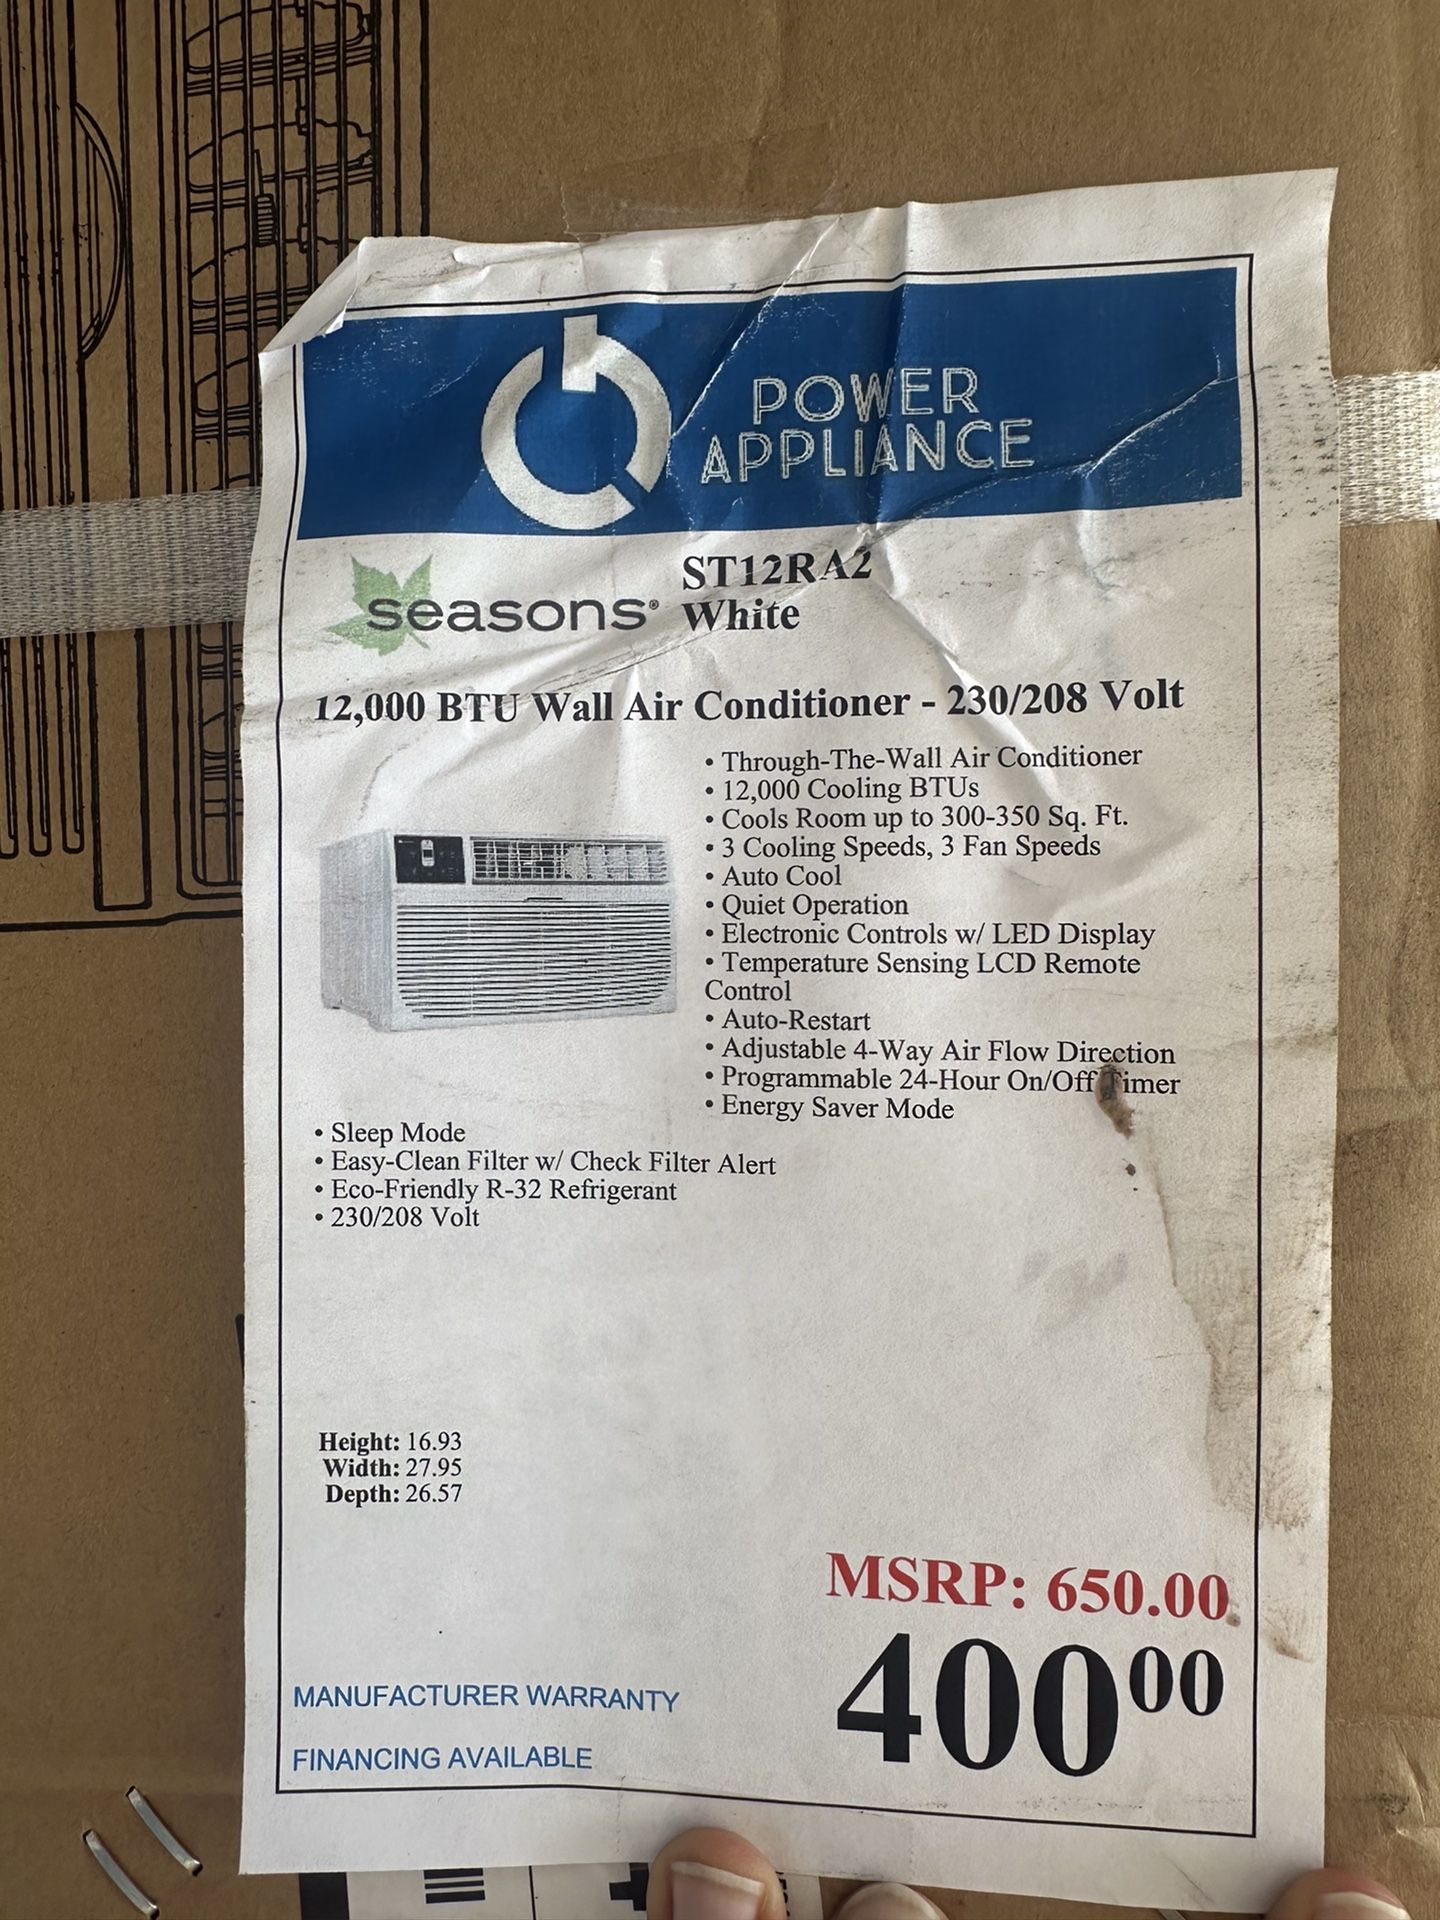 POWER
APPLIANCE
seasons®
ST12RA2
White
12,000 BTU Wall Air Conditioner - 230/208 Volt
• Through-The-Wall Air Conditioner
• 12,000 Cooling BTUs
• Cools Room up to 300-350 Sq. Ft.
• 3 Cooling Speeds, 3 Fan Speeds
• Auto Cool
• Quiet Operation
• Electronic Controls w/ LED Display
• Temperature Sensing LCD Remote
Control
• Auto-Restart
• Adjustable 4-Way Air Flow Direction
• Programmable 24-Hour On/Off Timer
• Energy Saver Mode
• Sleep Mode
• Easy-Clean Filter w/ Check Filter Alert
• Eco-Friendly R-32 Refrigerant
• 230/208 Volt
Height: 16.93
Width: 27.95
Depth: 26.57
MSRP: 650.00
400 00
MANUFACTURER WARRANTY
FINANCING AVAILABLE